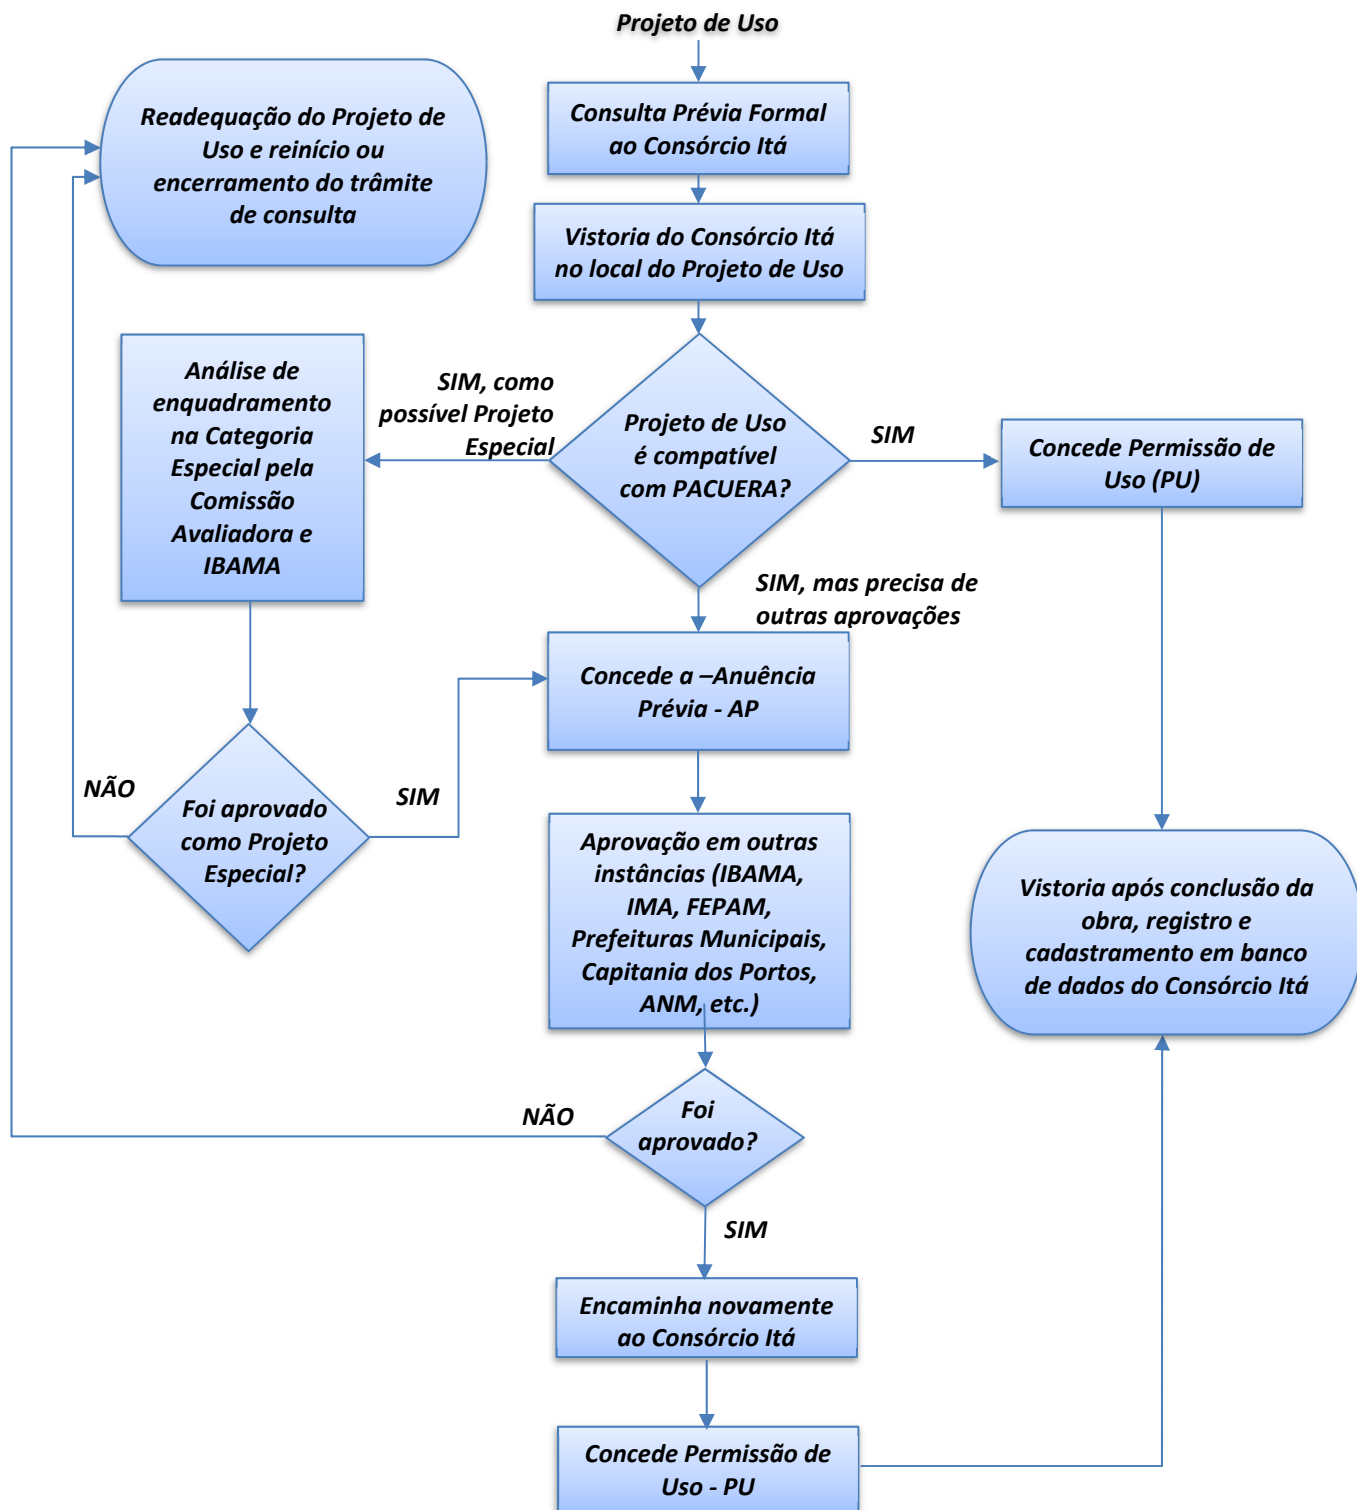 Projeto de Uso
Consulta Prévia Formal
ao Consórcio Itá
Readequação do Projeto de
Uso e reinício ou
encerramento do trâmite
de consulta
Vistoria do Consórcio Itá
no local do Projeto de Uso
Projeto de Uso
é compatível
com PACUERA?
SIM, como
possível Projeto
Especial
SIM
Concede Permissão de
Uso (PU)
Análise de
enquadramento
na Categoria
Especial pela
Comissão
Avaliadora e
IBAMA
SIM, mas precisa de
outras aprovações
Concede a –Anuência
Prévia - AP
Foi aprovado
como Projeto
Especial?
NÃO
SIM
Aprovação em outras
instâncias (IBAMA,
IMA, FEPAM,
Prefeituras Municipais,
Capitania dos Portos,
ANM, etc.)
Vistoria após conclusão da
obra, registro e
cadastramento em banco
de dados do Consórcio Itá
Foi
aprovado?
NÃO
SIM
Encaminha novamente
ao Consórcio Itá
Concede Permissão de
Uso - PU